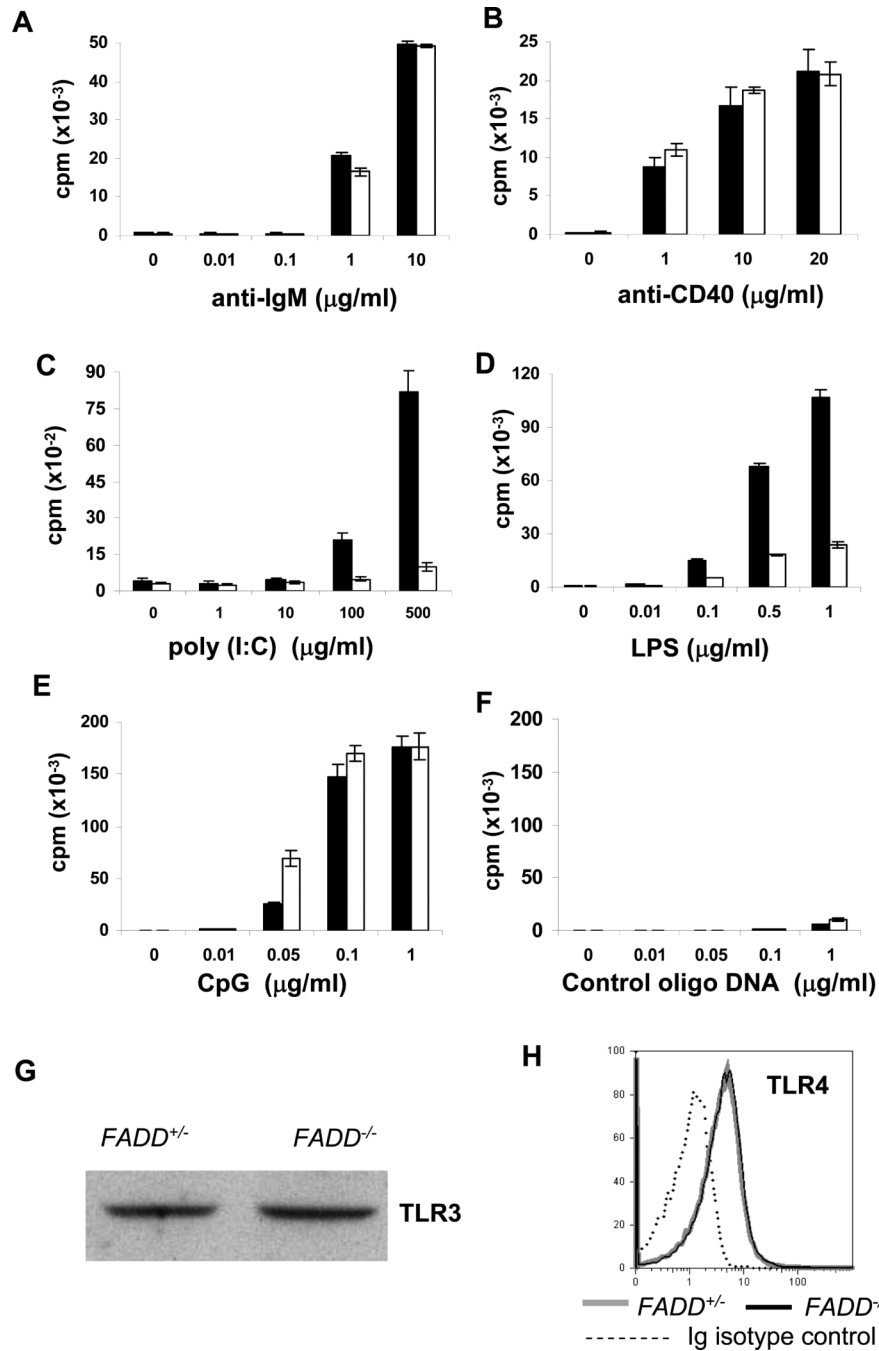 A
cpm (x10⁻³)
50
40
30
20
10
0
0 0.01 0.1 1 10
anti-IgM (μg/ml)
B
cpm (x10⁻³)
25
20
15
10
5
0
0 1 10 20
anti-CD40 (μg/ml)
C
cpm (x10⁻²)
90
75
45
30
15
0
0 1 10 100 500
poly (I:C) (μg/ml)
D
cpm (x10⁻³)
120
90
60
30
0
0 0.01 0.1 0.5 1
LPS (μg/ml)
E
cpm (x10⁻³)
200
150
100
50
0
0 0.01 0.05 0.1 1
CpG (μg/ml)
F
cpm (x10⁻³)
200
150
100
50
0
0 0.01 0.05 0.1 1
Control oligo DNA (μg/ml)
G
FADD⁺/⁻ FADD⁻/⁻
TLR3
H
TLR4
100
80
60
40
20
0
0 1 10 100
FADD⁺/⁻ FADD⁻
Ig isotype control